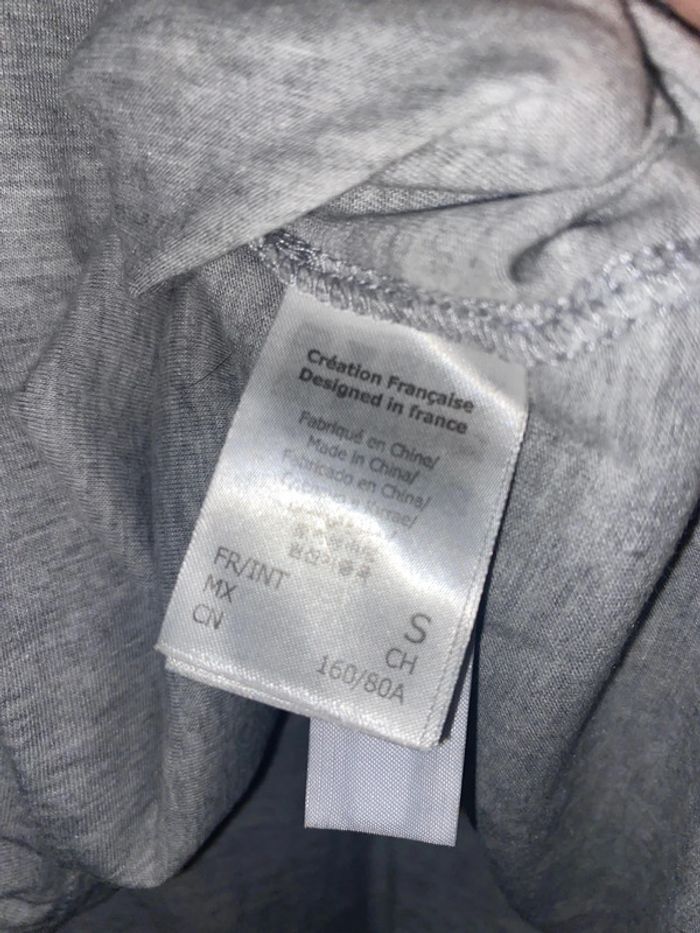 Création Française
Designed in france
Fabriqué en Chine/
Made in China/
Fabricado en China/
FR/INT S
MX CH
CN 160/80A